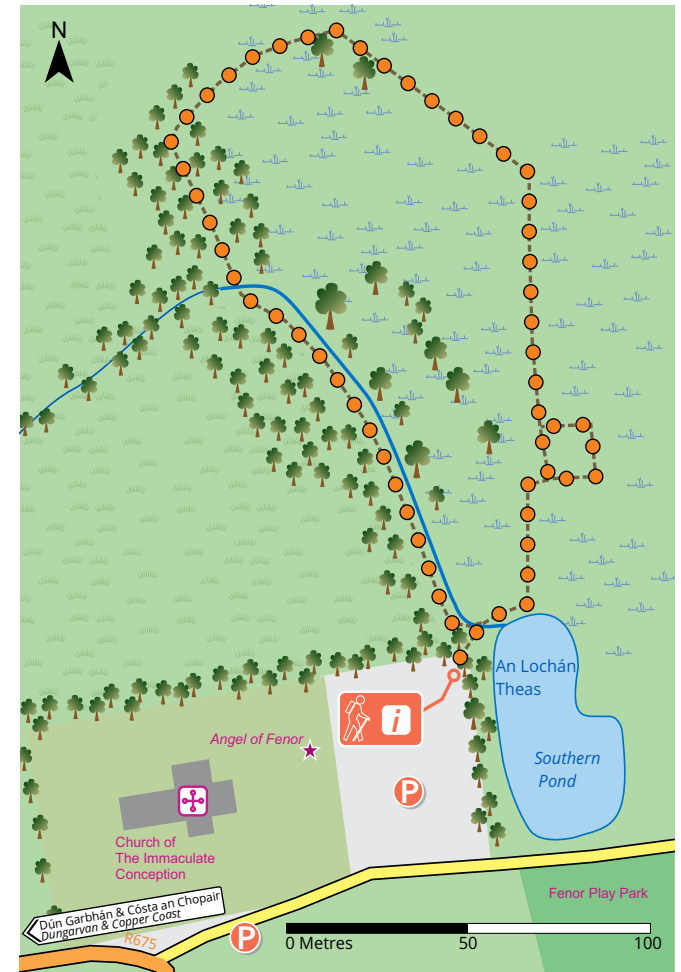 N
An Lochán
Theas
i
Angel of Fenor
Southern
Pond
P
Church of
The Immaculate
Conception
Fenor Play Park
Dún Garbhán & Cósta an Chopair
Dungarvan & Copper Coast
R675
P
0 Metres 50 100